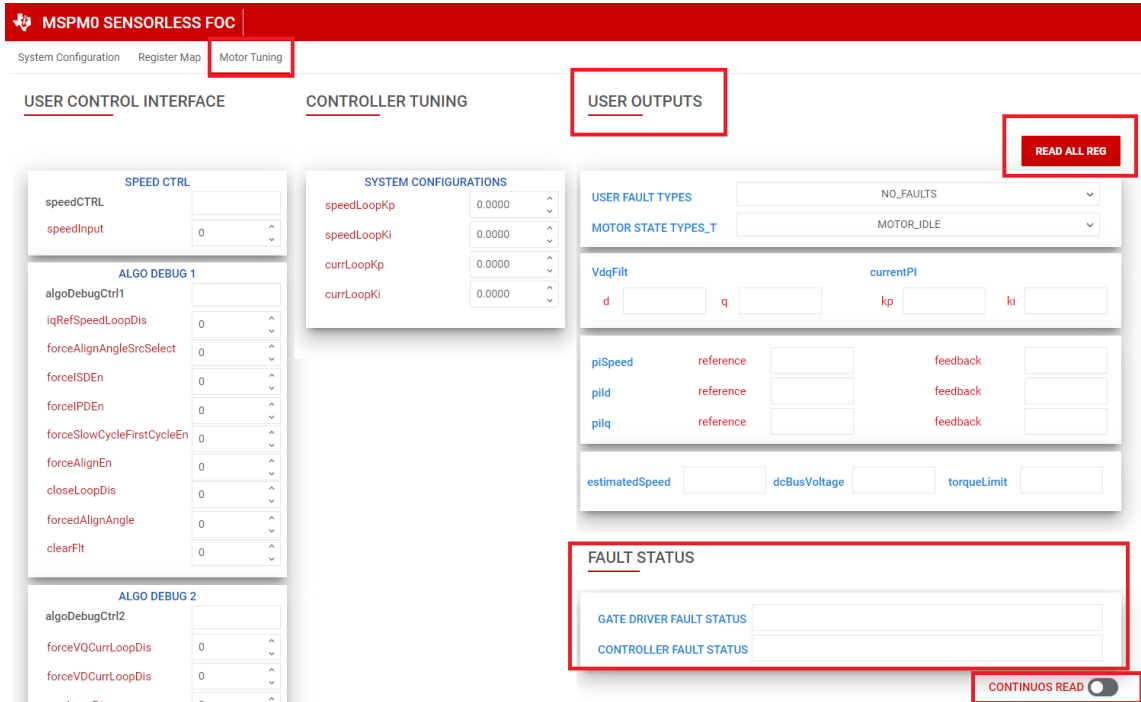 MSPM0 SENSORLESS FOC
System Configuration Register Map Motor Tuning
USER CONTROL INTERFACE
SPEED CTRL
speedCTRL
speedInput 0
ALGO DEBUG 1
algoDebugCtrl1
iqRefSpeedLoopDis 0
forceAlignAngleSrcSelect 0
forceISDEn 0
forceIPDEn 0
forceSlowCycleFirstCycleEn 0
forceAlignEn 0
closeLoopDis 0
forcedAlignAngle 0
clearFlt 0
ALGO DEBUG 2
algoDebugCtrl2
forceVQCurrLoopDis 0
forceVDCurrLoopDis 0
CONTROLLER TUNING
SYSTEM CONFIGURATIONS
speedLoopKp 0.0000
speedLoopKi 0.0000
currLoopKp 0.0000
currLoopKi 0.0000
USER OUTPUTS
READ ALL REG
USER FAULT TYPES NO_FAULTS
MOTOR STATE TYPES_T MOTOR_IDLE
VdqFilt currentPI
d q kp ki
piSpeed reference feedback
piId reference feedback
piIq reference feedback
estimatedSpeed dcBusVoltage torqueLimit
FAULT STATUS
GATE DRIVER FAULT STATUS
CONTROLLER FAULT STATUS
CONTINUOS READ